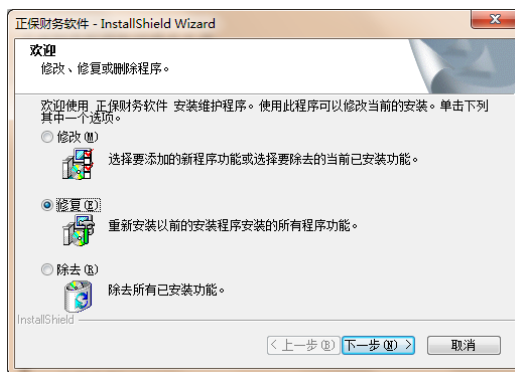 正保财务软件 - InstallShield Wizard
欢迎
修改、修复或删除程序。
欢迎使用 正保财务软件 安装维护程序。使用此程序可以修改当前的安装。单击下列
其中一个选项。
修改(M)
选择要添加的新程序功能或选择要除去的当前已安装功能。
修复(E)
重新安装以前的安装程序安装的所有程序功能。
除去(R)
除去所有已安装功能。
InstallShield
< 上一步(B) 下一步(N) > 取消